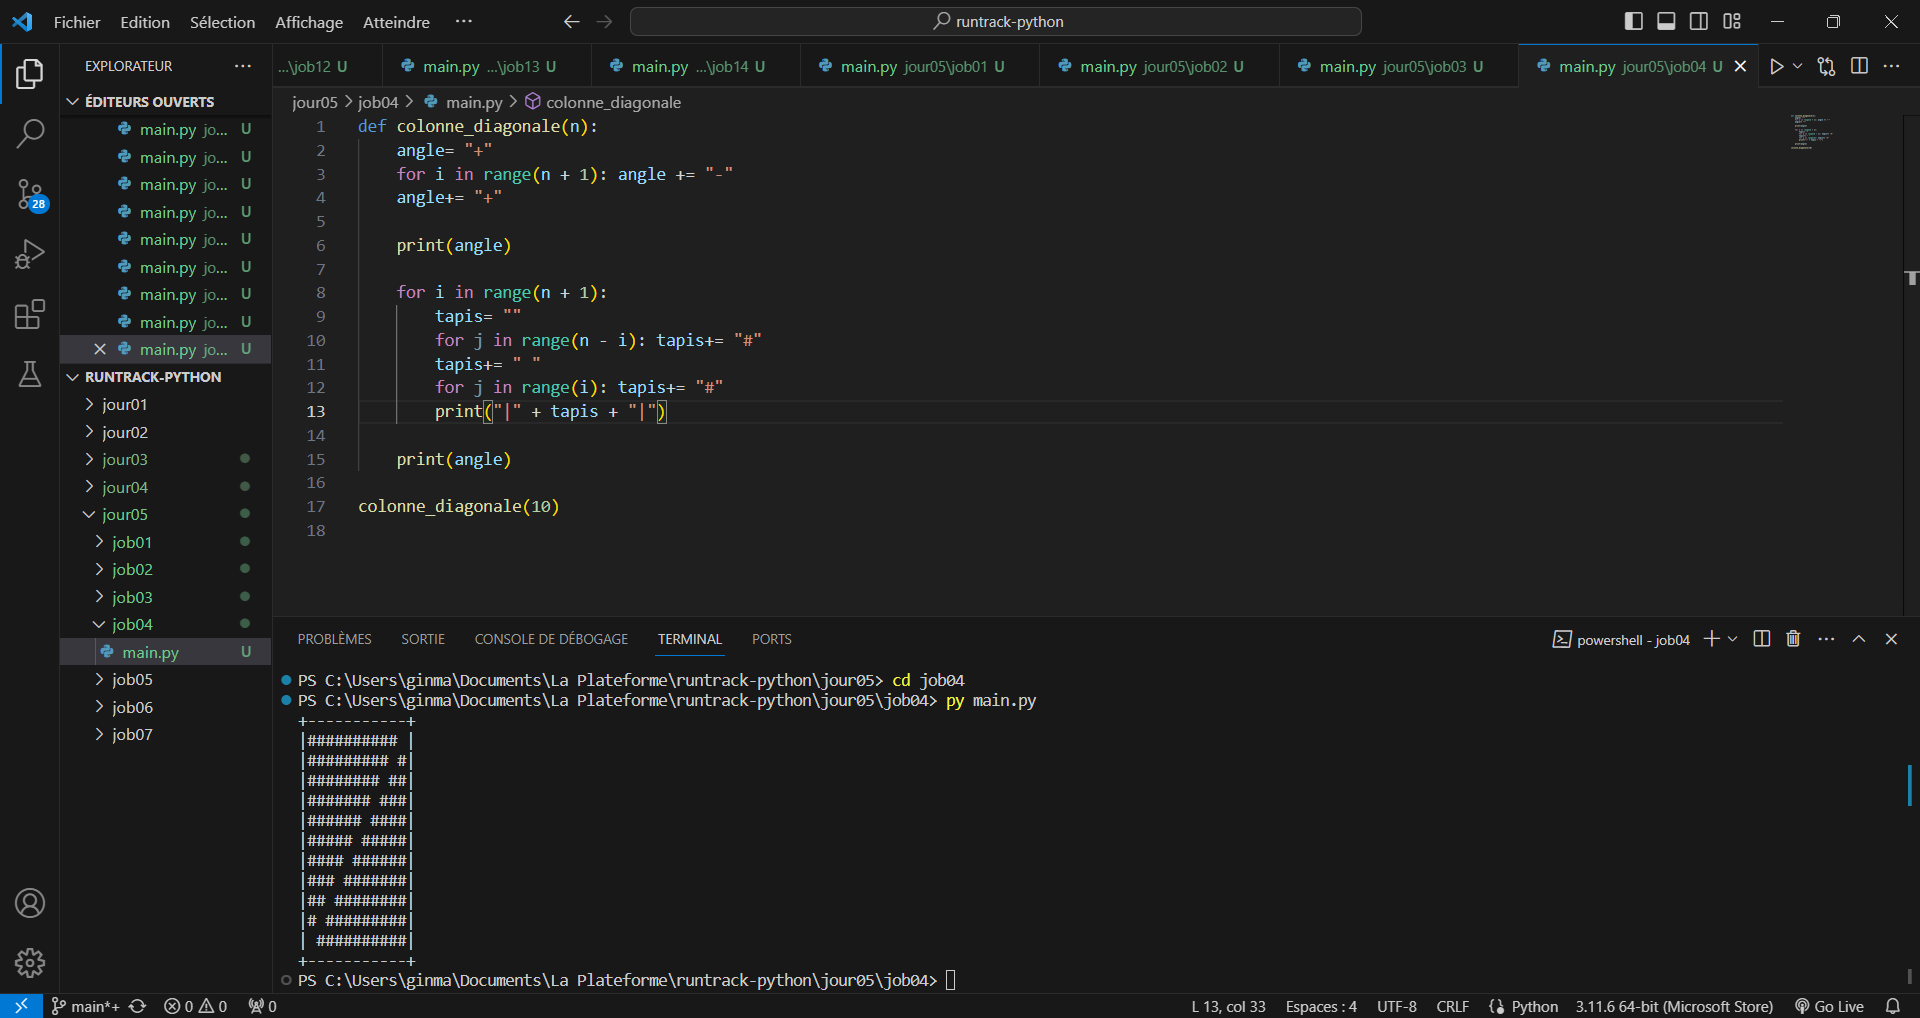 Fichier Edition Sélection Affichage Atteindre ··· runtrack-python
EXPLORATEUR ···
ÉDITEURS OUVERTS
main.py jo... U
main.py jo... U
main.py jo... U
main.py jo... U
main.py jo... U
main.py jo... U
main.py jo... U
main.py jo... U
main.py jo... U
RUNTRACK-PYTHON
jour01
jour02
jour03
jour04
jour05
job01
job02
job03
job04
main.py U
job05
job06
job07
28
...\job12 U main.py ...\job13 U main.py ...\job14 U main.py jour05\job01 U main.py jour05\job02 U main.py jour05\job03 U main.py jour05\job04 U
jour05 > job04 > main.py > colonne_diagonale
1 def colonne_diagonale(n):
2     angle= "+"
3     for i in range(n + 1): angle += "-"
4     angle+= "+"
5
6     print(angle)
7
8     for i in range(n + 1):
9         tapis= ""
10         for j in range(n - i): tapis+= "#"
11         tapis+= " "
12         for j in range(i): tapis+= "#"
13         print("|" + tapis + "|")
14
15     print(angle)
16
17 colonne_diagonale(10)
18
PROBLÈMES SORTIE CONSOLE DE DÉBOGAGE TERMINAL PORTS powershell - job04
PS C:\Users\ginma\Documents\La Plateforme\runtrack-python\jour05> cd job04
PS C:\Users\ginma\Documents\La Plateforme\runtrack-python\jour05\job04> py main.py
+-----------+
|########## |
|######### #|
|######## ##|
|####### ###|
|###### ####|
|##### #####|
|#### ######|
|### #######|
|## ########|
|# #########|
| ##########|
+-----------+
PS C:\Users\ginma\Documents\La Plateforme\runtrack-python\jour05\job04>
main*+ 0 0 0 L 13, col 33 Espaces : 4 UTF-8 CRLF Python 3.11.6 64-bit (Microsoft Store) Go Live